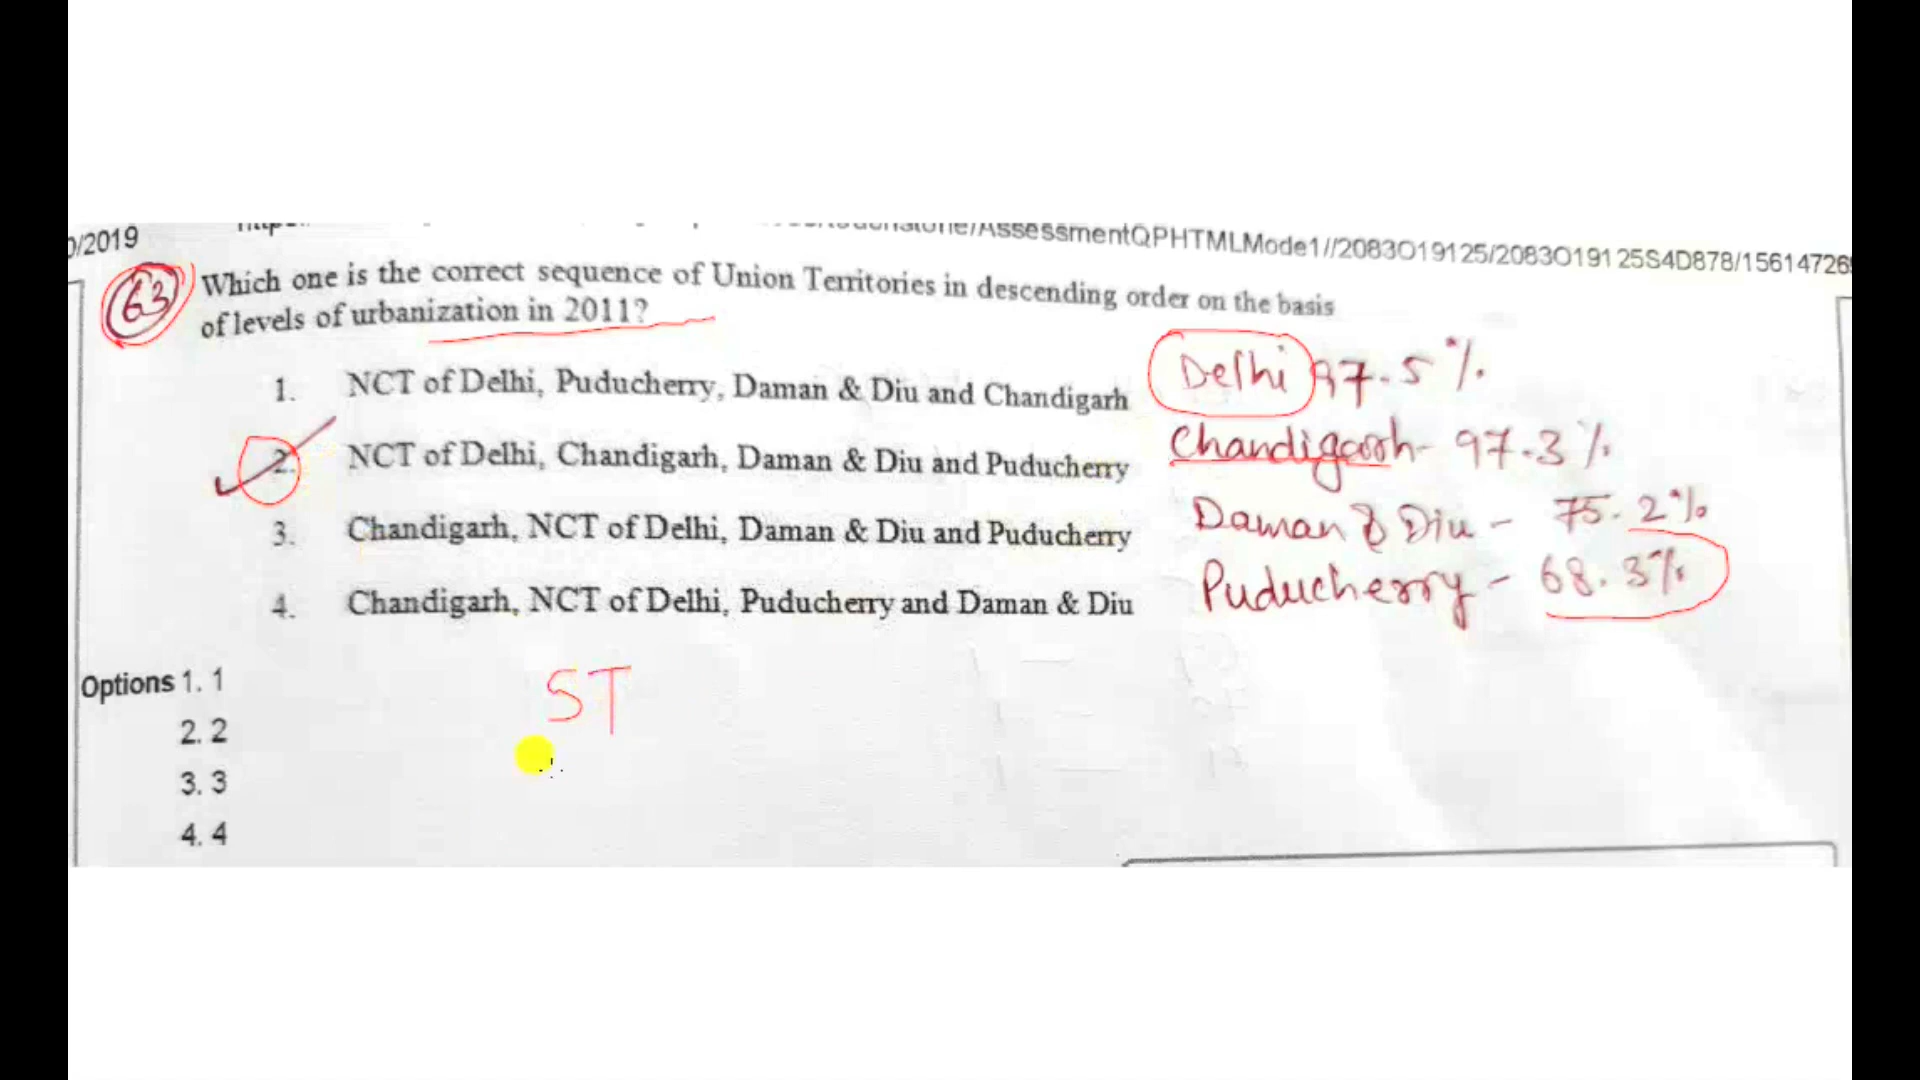 0/2019
AssessmentQPHTMLMode1//2083O19125/2083O19125S4D878/156147265
63 Which one is the correct sequence of Union Territories in descending order on the basis
of levels of urbanization in 2011?
1. NCT of Delhi, Puducherry, Daman & Diu and Chandigarh
2. NCT of Delhi, Chandigarh, Daman & Diu and Puducherry
3. Chandigarh, NCT of Delhi, Daman & Diu and Puducherry
4. Chandigarh, NCT of Delhi, Puducherry and Daman & Diu
Delhi 97.5%
Chandigarh - 97.3%
Daman & Diu - 75.2%
Puducherry - 68.3%
Options 1. 1
2. 2
3. 3
4. 4
ST